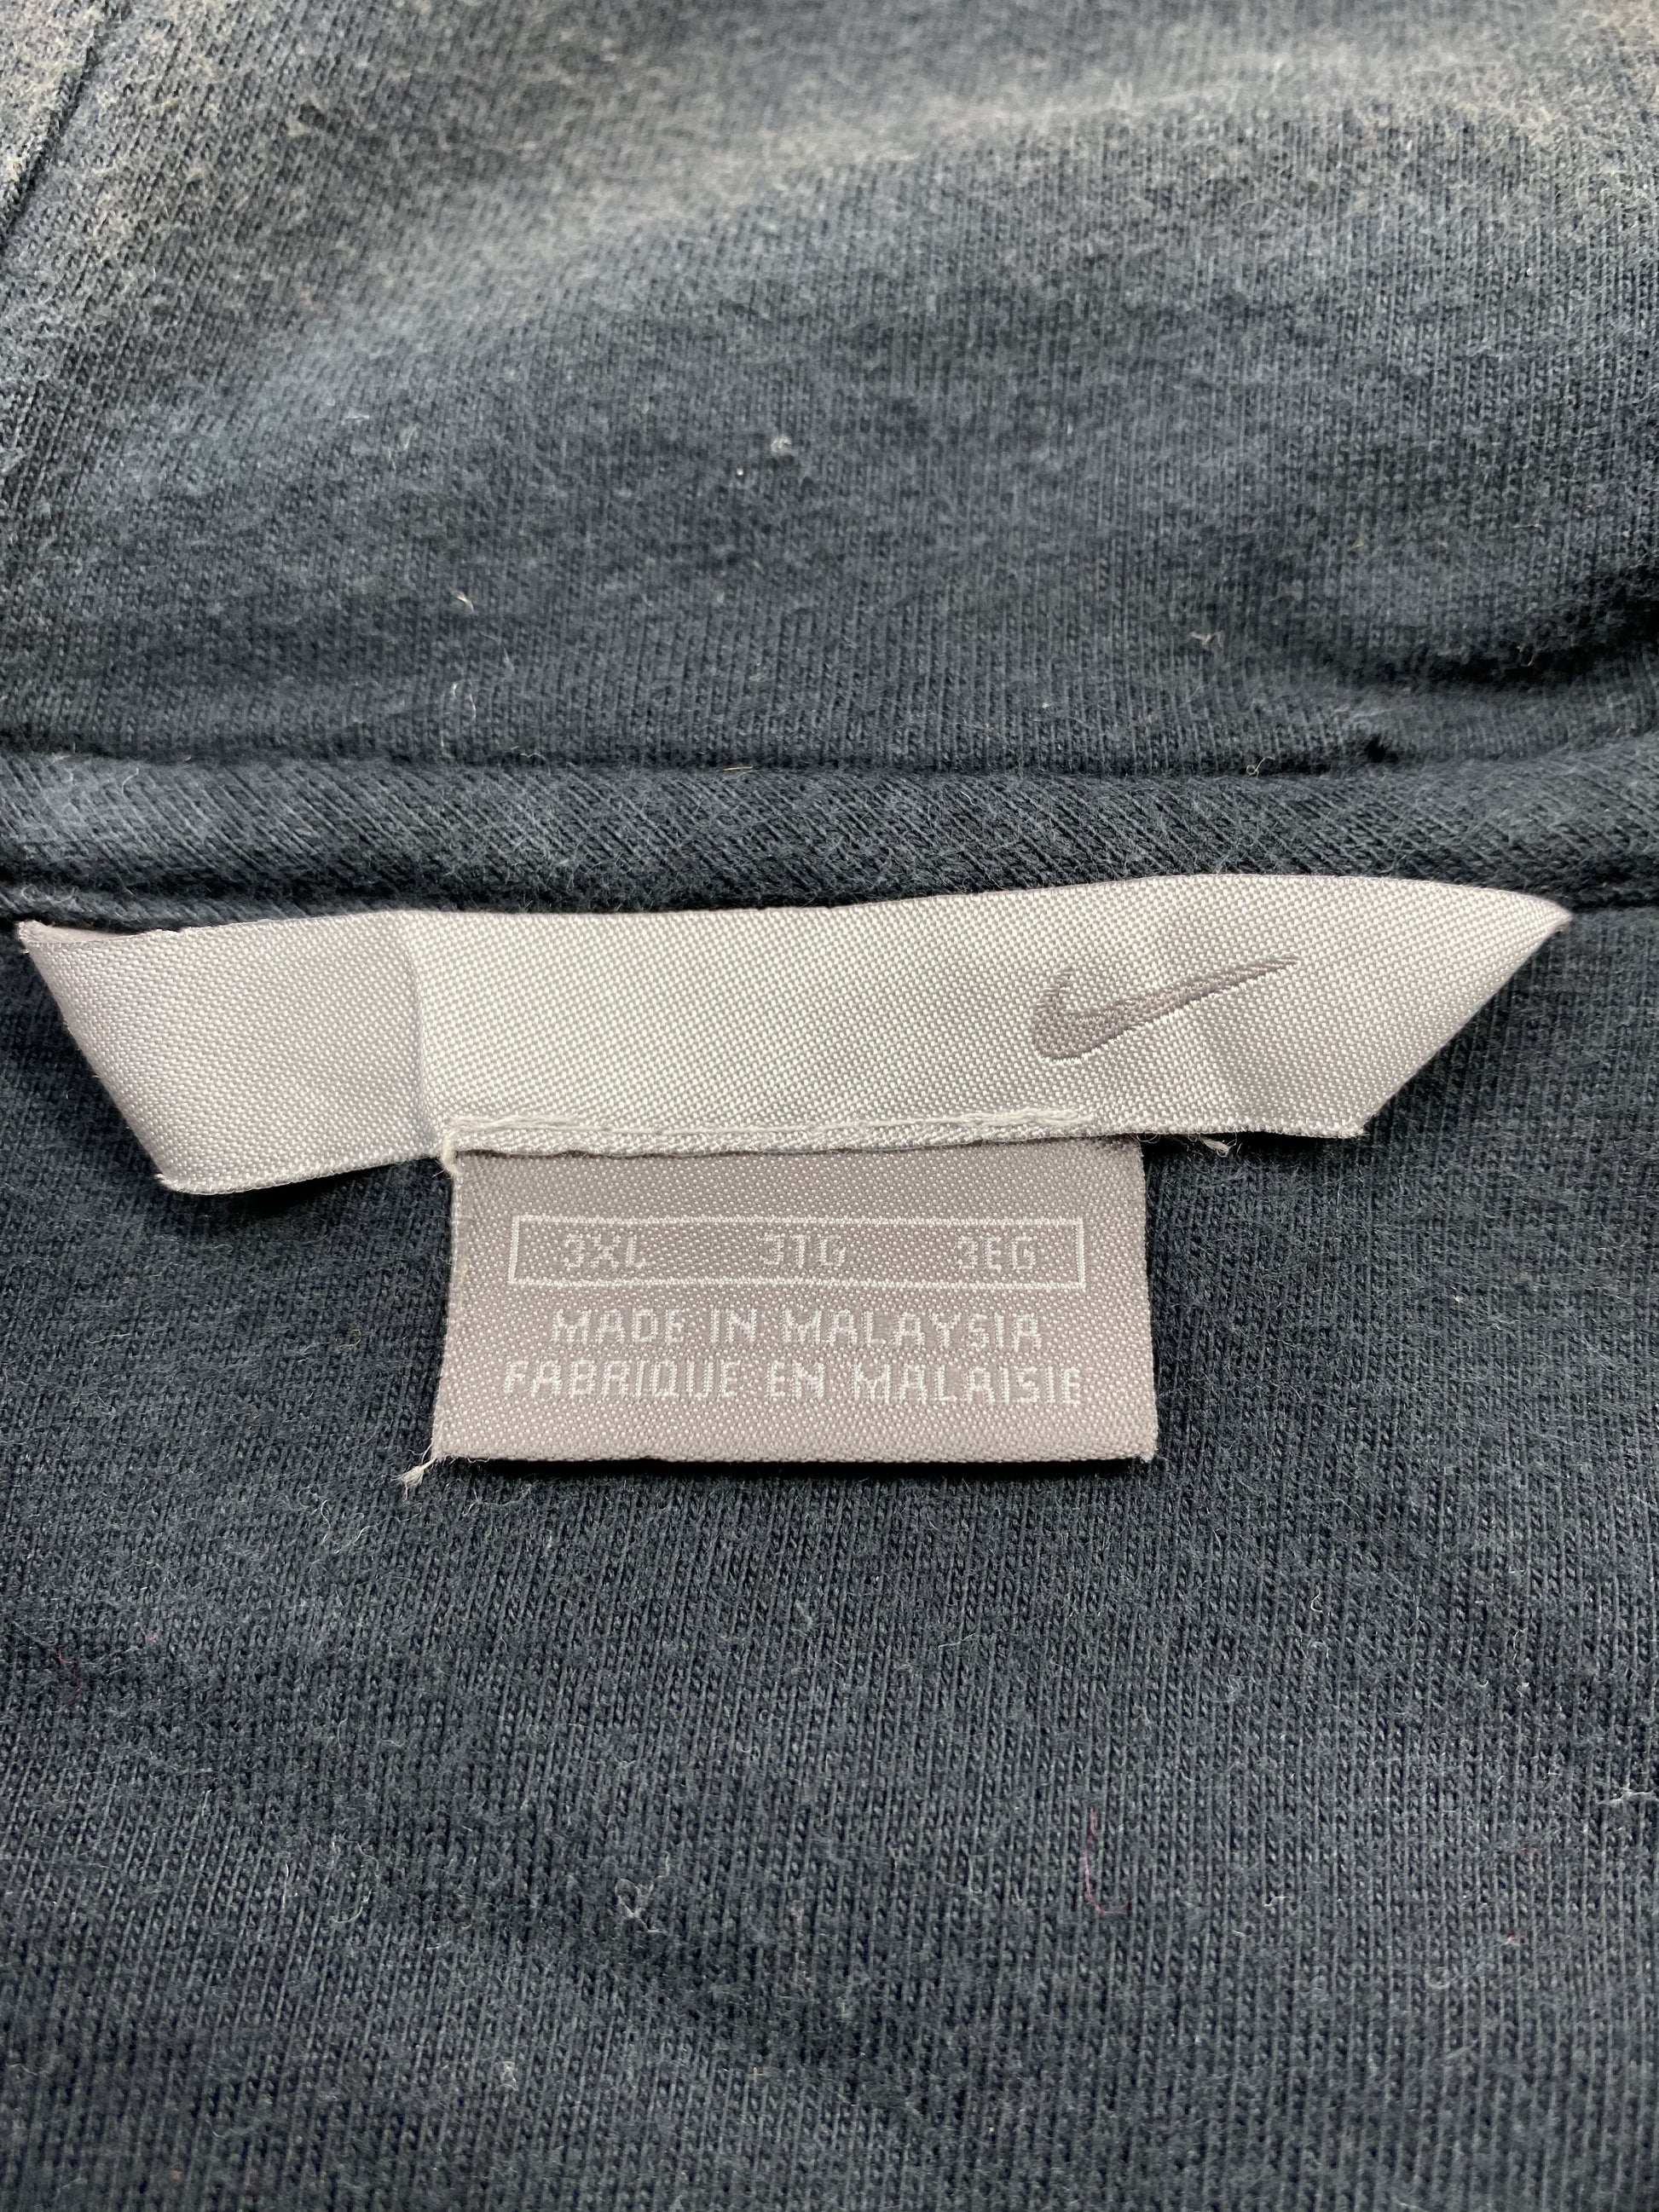 3XL 3TG 3EG
MADE IN MALAYSIA
FABRIQUE EN MALAISIE